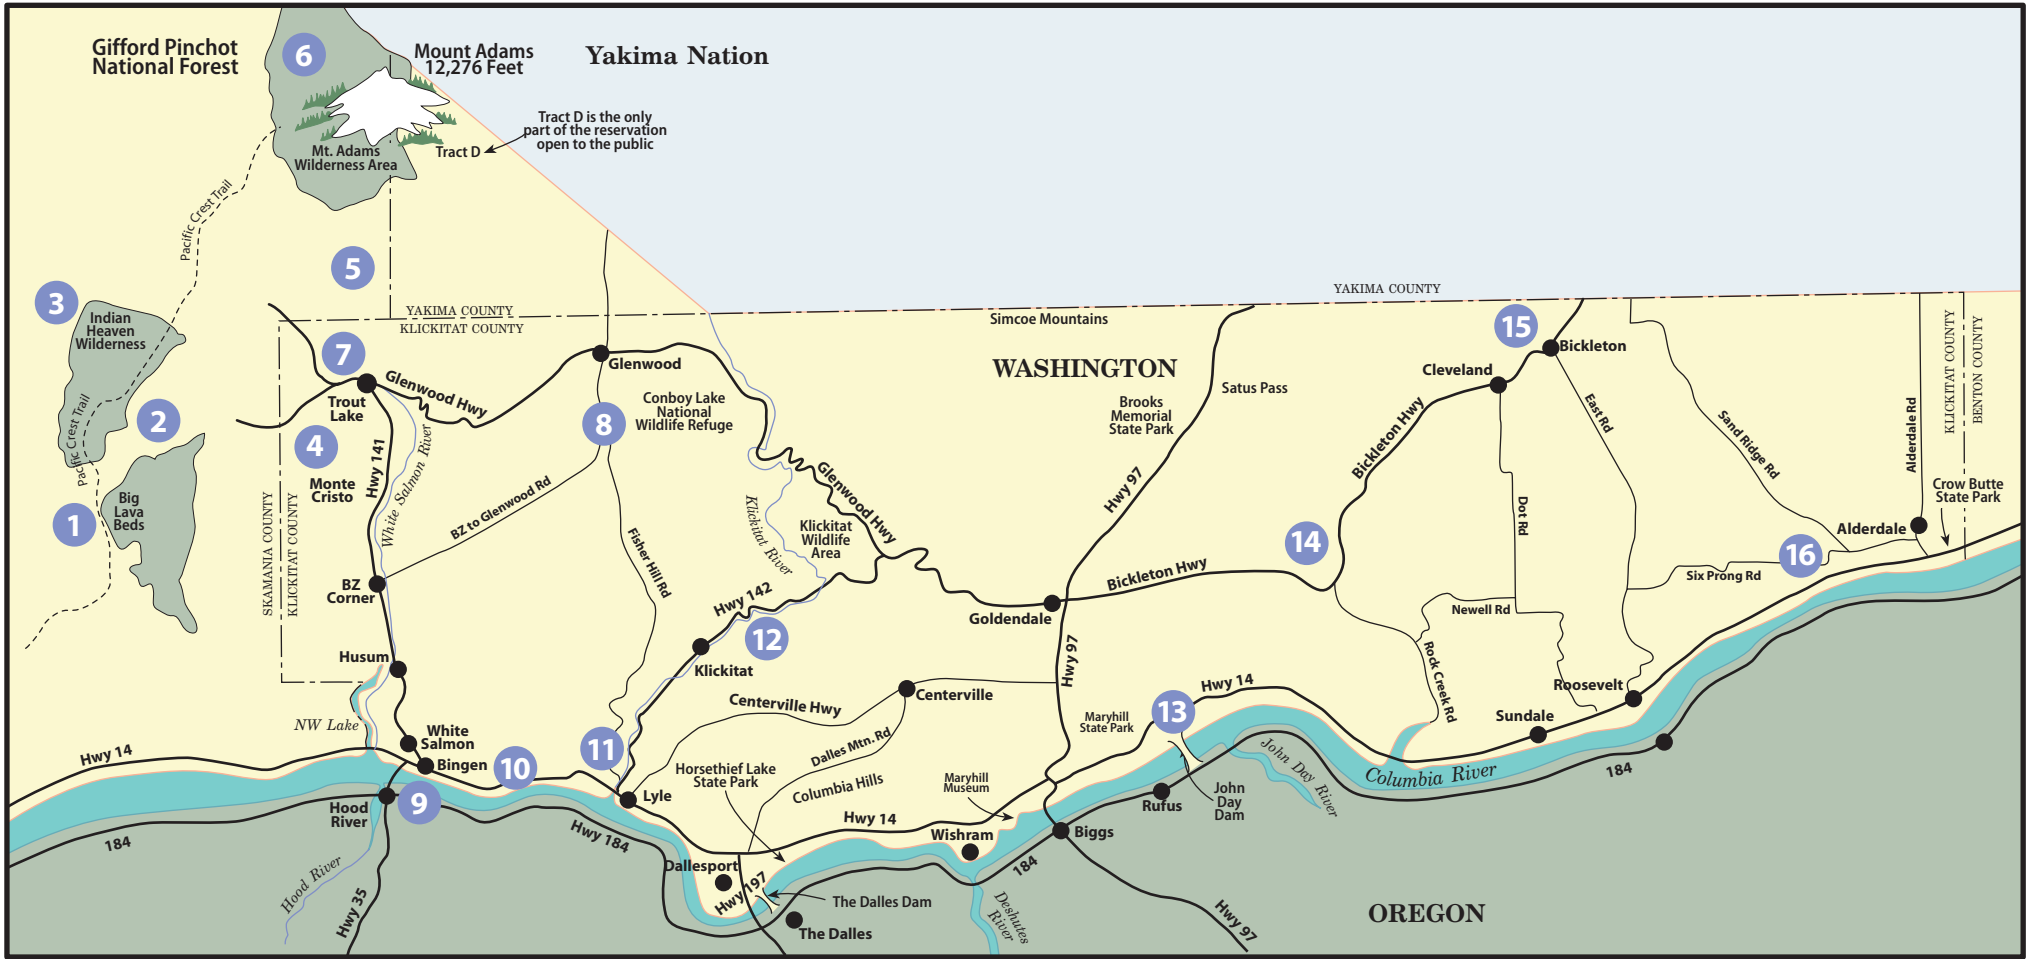 Gifford Pinchot
National Forest
6
Mount Adams
12,276 Feet
Yakima Nation
Tract D is the only
part of the reservation
open to the public
Tract D
Mt. Adams
Wilderness Area
Pacific Crest Trail
5
3
Indian
Heaven
Wilderness
YAKIMA COUNTY
KLICKITAT COUNTY
YAKIMA COUNTY
Simcoe Mountains
WASHINGTON
7
Trout
Lake
Glenwood Hwy
Glenwood
Conboy Lake
National
Wildlife Refuge
8
2
Pacific Crest Trail
4
Monte
Cristo
Hwy 141
White Salmon River
1
Big
Lava
Beds
SKAMANIA COUNTY
KLICKITAT COUNTY
BZ to Glenwood Rd
BZ
Corner
Fisher Hill Rd
Klickitat River
Klickitat
Wildlife
Area
Glenwood Hwy
Hwy 142
12
Klickitat
Husum
NW Lake
White
Salmon
Bingen
Hwy 14
10
11
Lyle
9
Hood
River
184
Hood River
Hwy 35
Hwy 184
Brooks
Memorial
State Park
Satus Pass
Hwy 97
Goldendale
Bickleton Hwy
14
Bickleton Hwy
Cleveland
15
Bickleton
East Rd
Dot Rd
Sand Ridge Rd
Alderdale Rd
KLICKITAT COUNTY
BENTON COUNTY
Crow Butte
State Park
Alderdale
16
Six Prong Rd
Newell Rd
Rock Creek Rd
Roosevelt
Sundale
Hwy 97
Centerville
Centerville Hwy
Dalles Mtn. Rd
Columbia Hills
Horsethief Lake
State Park
Maryhill
State Park
13
Hwy 14
Maryhill
Museum
Hwy 14
Wishram
Rufus
John
Day
Dam
John Day River
Columbia River
184
Biggs
184
Dallesport
Hwy 197
The Dalles Dam
The Dalles
Deshutes
River
Hwy 97
OREGON